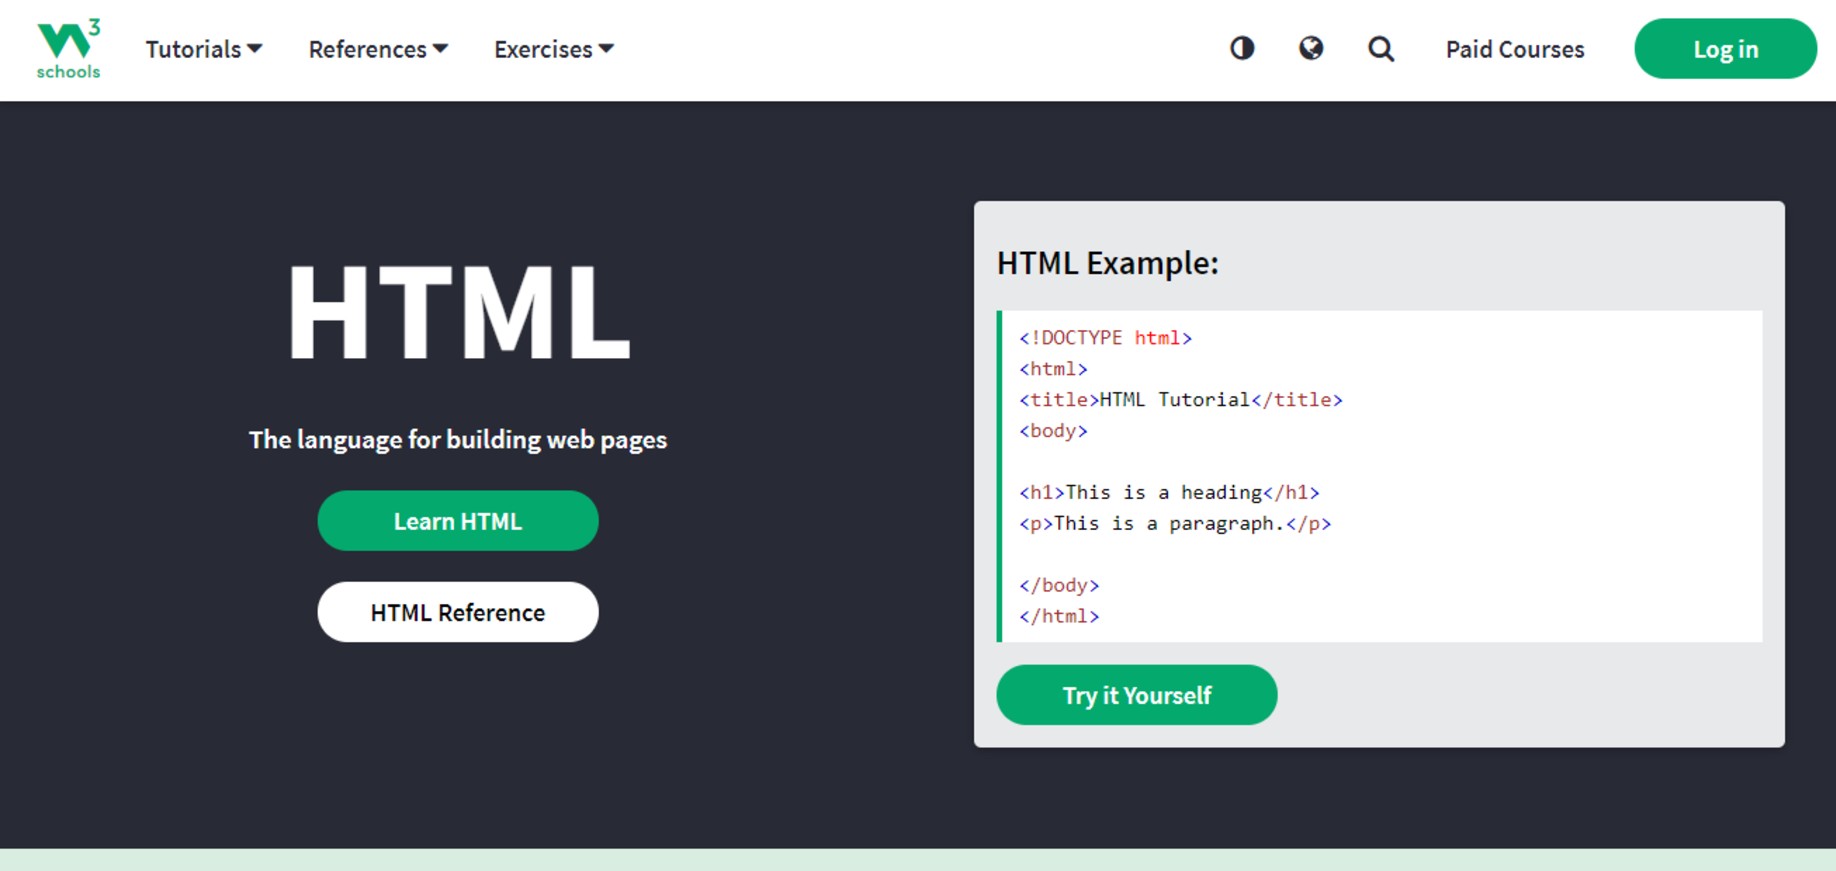 W3
schools
Tutorials
References
Exercises
Paid Courses
Log in
HTML
The language for building web pages
Learn HTML
HTML Reference
HTML Example:
<!DOCTYPE html>
<html>
<title>HTML Tutorial</title>
<body>
<h1>This is a heading</h1>
<p>This is a paragraph.</p>
</body>
</html>
Try it Yourself